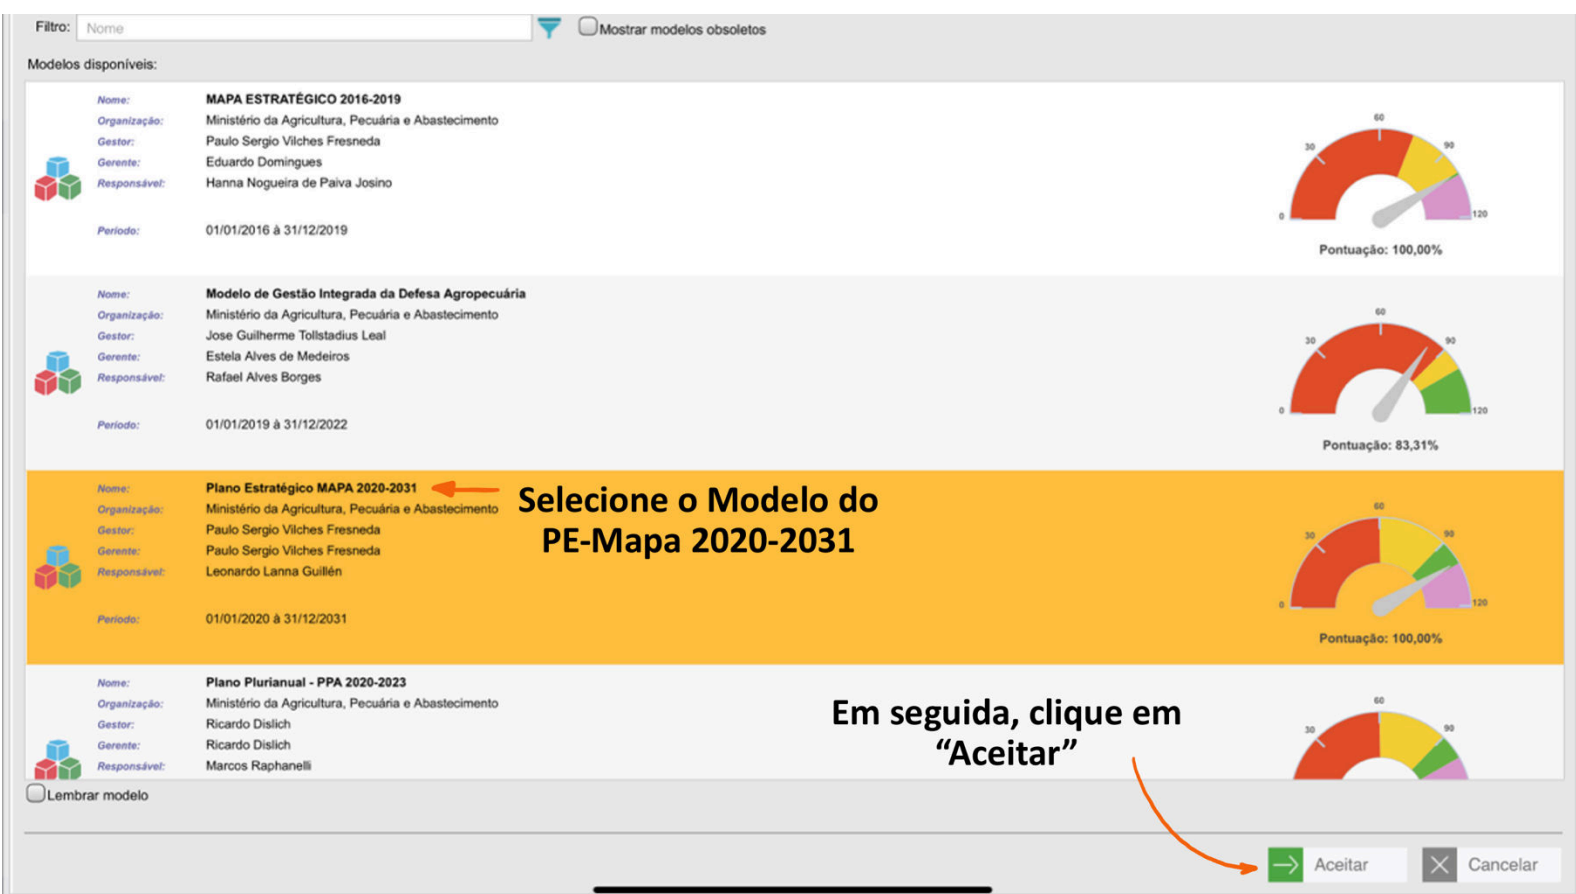 Filtro: Nome Mostrar modelos obsoletos
Modelos disponíveis:
Nome: MAPA ESTRATÉGICO 2016-2019
Organização: Ministério da Agricultura, Pecuária e Abastecimento
Gestor: Paulo Sergio Vilches Fresneda
Gerente: Eduardo Domingues
Responsável: Hanna Nogueira de Paiva Josino
Período: 01/01/2016 à 31/12/2019
0 30 60 90 120
Pontuação: 100,00%
Nome: Modelo de Gestão Integrada da Defesa Agropecuária
Organização: Ministério da Agricultura, Pecuária e Abastecimento
Gestor: Jose Guilherme Tollstadius Leal
Gerente: Estela Alves de Medeiros
Responsável: Rafael Alves Borges
Período: 01/01/2019 à 31/12/2022
0 30 60 90 120
Pontuação: 83,31%
Nome: Plano Estratégico MAPA 2020-2031
Organização: Ministério da Agricultura, Pecuária e Abastecimento
Gestor: Paulo Sergio Vilches Fresneda
Gerente: Paulo Sergio Vilches Fresneda
Responsável: Leonardo Lanna Guillén
Período: 01/01/2020 à 31/12/2031
Selecione o Modelo do
PE-Mapa 2020-2031
0 30 60 90 120
Pontuação: 100,00%
Nome: Plano Plurianual - PPA 2020-2023
Organização: Ministério da Agricultura, Pecuária e Abastecimento
Gestor: Ricardo Dislich
Gerente: Ricardo Dislich
Responsável: Marcos Raphanelli
30 60 90
Em seguida, clique em
“Aceitar”
Lembrar modelo
Aceitar Cancelar